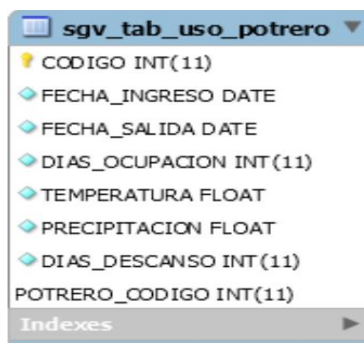 sgv_tab_uso_potrero
CODIGO INT(11)
FECHA_INGRESO DATE
FECHA_SALIDA DATE
DIAS_OCUPACION INT(11)
TEMPERATURA FLOAT
PRECIPITACION FLOAT
DIAS_DESCANSO INT(11)
POTRERO_CODIGO INT(11)
Indexes